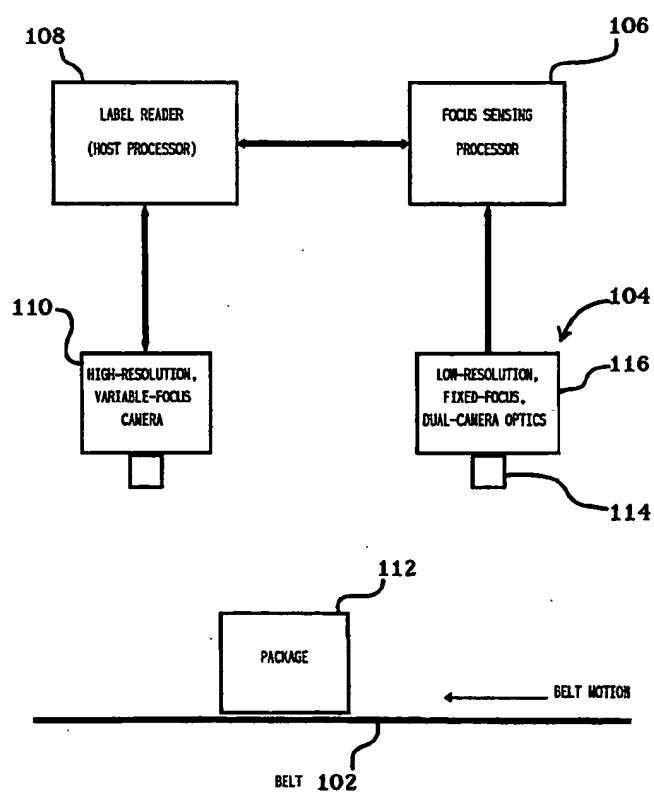 108
106
LABEL READER
(HOST PROCESSOR)
FOCUS SENSING
PROCESSOR
110
104
116
HIGH-RESOLUTION,
VARIABLE-FOCUS
CAMERA
LOW-RESOLUTION,
FIXED-FOCUS,
DUAL-CAMERA OPTICS
114
112
PACKAGE
BELT MOTION
BELT 102